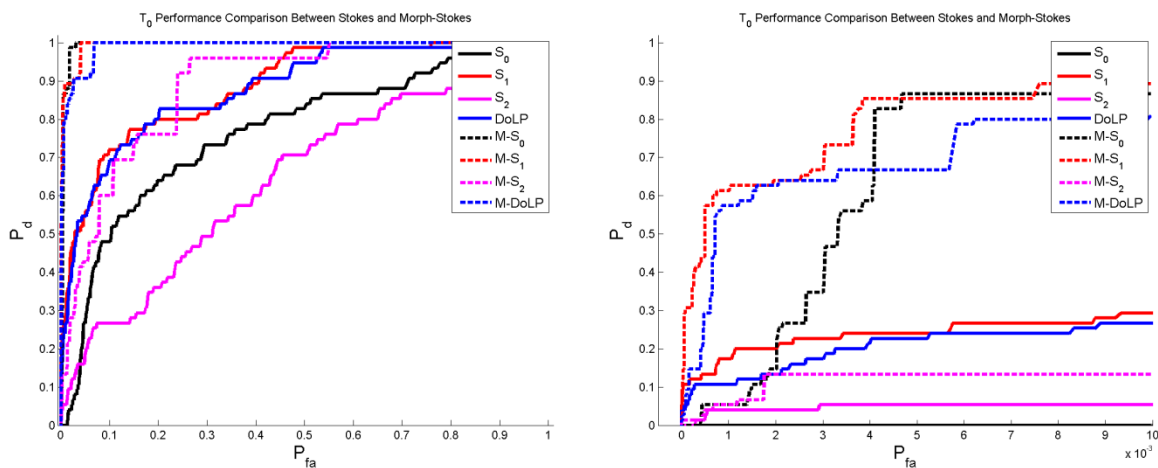 T0 Performance Comparison Between Stokes and Morph-Stokes
1
0.9
0.8
0.7
0.6
0.5
0.4
0.3
0.2
0.1
0
Pd
S0
S1
S2
DoLP
M-S0
M-S1
M-S2
M-DoLP
0 0.1 0.2 0.3 0.4 0.5 0.6 0.7 0.8 0.9 1
Pfa
T0 Performance Comparison Between Stokes and Morph-Stokes
1
0.9
0.8
0.7
0.6
0.5
0.4
0.3
0.2
0.1
0
Pd
S0
S1
S2
DoLP
M-S0
M-S1
M-S2
M-DoLP
0 1 2 3 4 5 6 7 8 9 10
Pfa
x 10-3